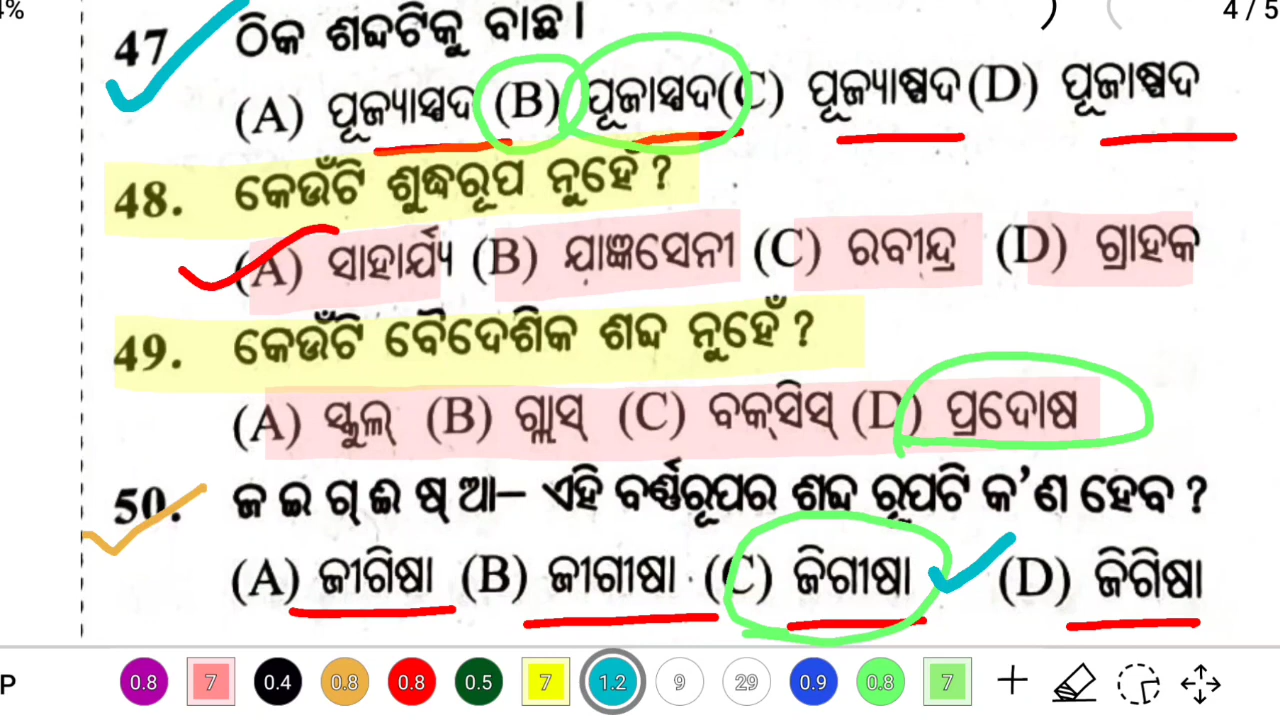 4%
4 / 5
47 ଠିକ ଶବ୍ଦଟିକୁ ବାଛ।
(A) ପୂଜ୍ୟାସ୍ପଦ (B) ପୂଜାସ୍ପଦ (C) ପୂଜ୍ୟାଷ୍ପଦ (D) ପୂଜାଷ୍ପଦ
48. କେଉଁଟି ଶୁଦ୍ଧରୂପ ନୁହେଁ ?
(A) ସାହାର୍ଯ୍ୟ (B) ଯାଜ୍ଞସେନୀ (C) ରବୀନ୍ଦ୍ର (D) ଗ୍ରାହକ
49. କେଉଁଟି ବୈଦେଶିକ ଶବ୍ଦ ନୁହେଁ ?
(A) ସ୍କୁଲ୍ (B) ଗ୍ଲାସ୍ (C) ବକ୍‌ସିସ୍ (D) ପ୍ରଦୋଷ
50. ଜ ଇ ଗ୍ ଈ ଷ୍ ଆ– ଏହି ବର୍ଣ୍ଣରୂପର ଶବ୍ଦ ରୂପଟି କ'ଣ ହେବ ?
(A) ଜୀଗିଷା (B) ଜୀଗୀଷା (C) ଜିଗୀଷା (D) ଜିଗିଷା
P 0.8 7 0.4 0.8 0.8 0.5 7 1.2 9 29 0.9 0.8 7